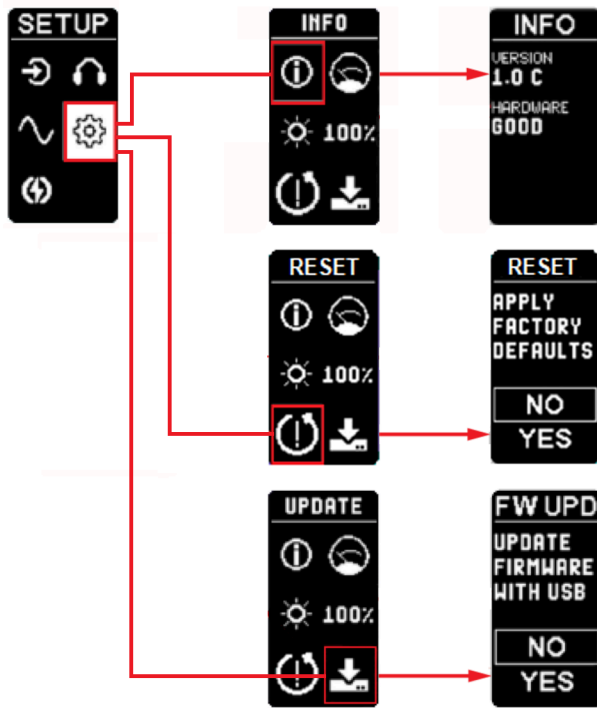 SETUP
INFO
100%
INFO
VERSION
1.0 C
HARDWARE
GOOD
RESET
100%
RESET
APPLY
FACTORY
DEFAULTS
NO
YES
UPDATE
100%
FW UPD
UPDATE
FIRMWARE
WITH USB
NO
YES